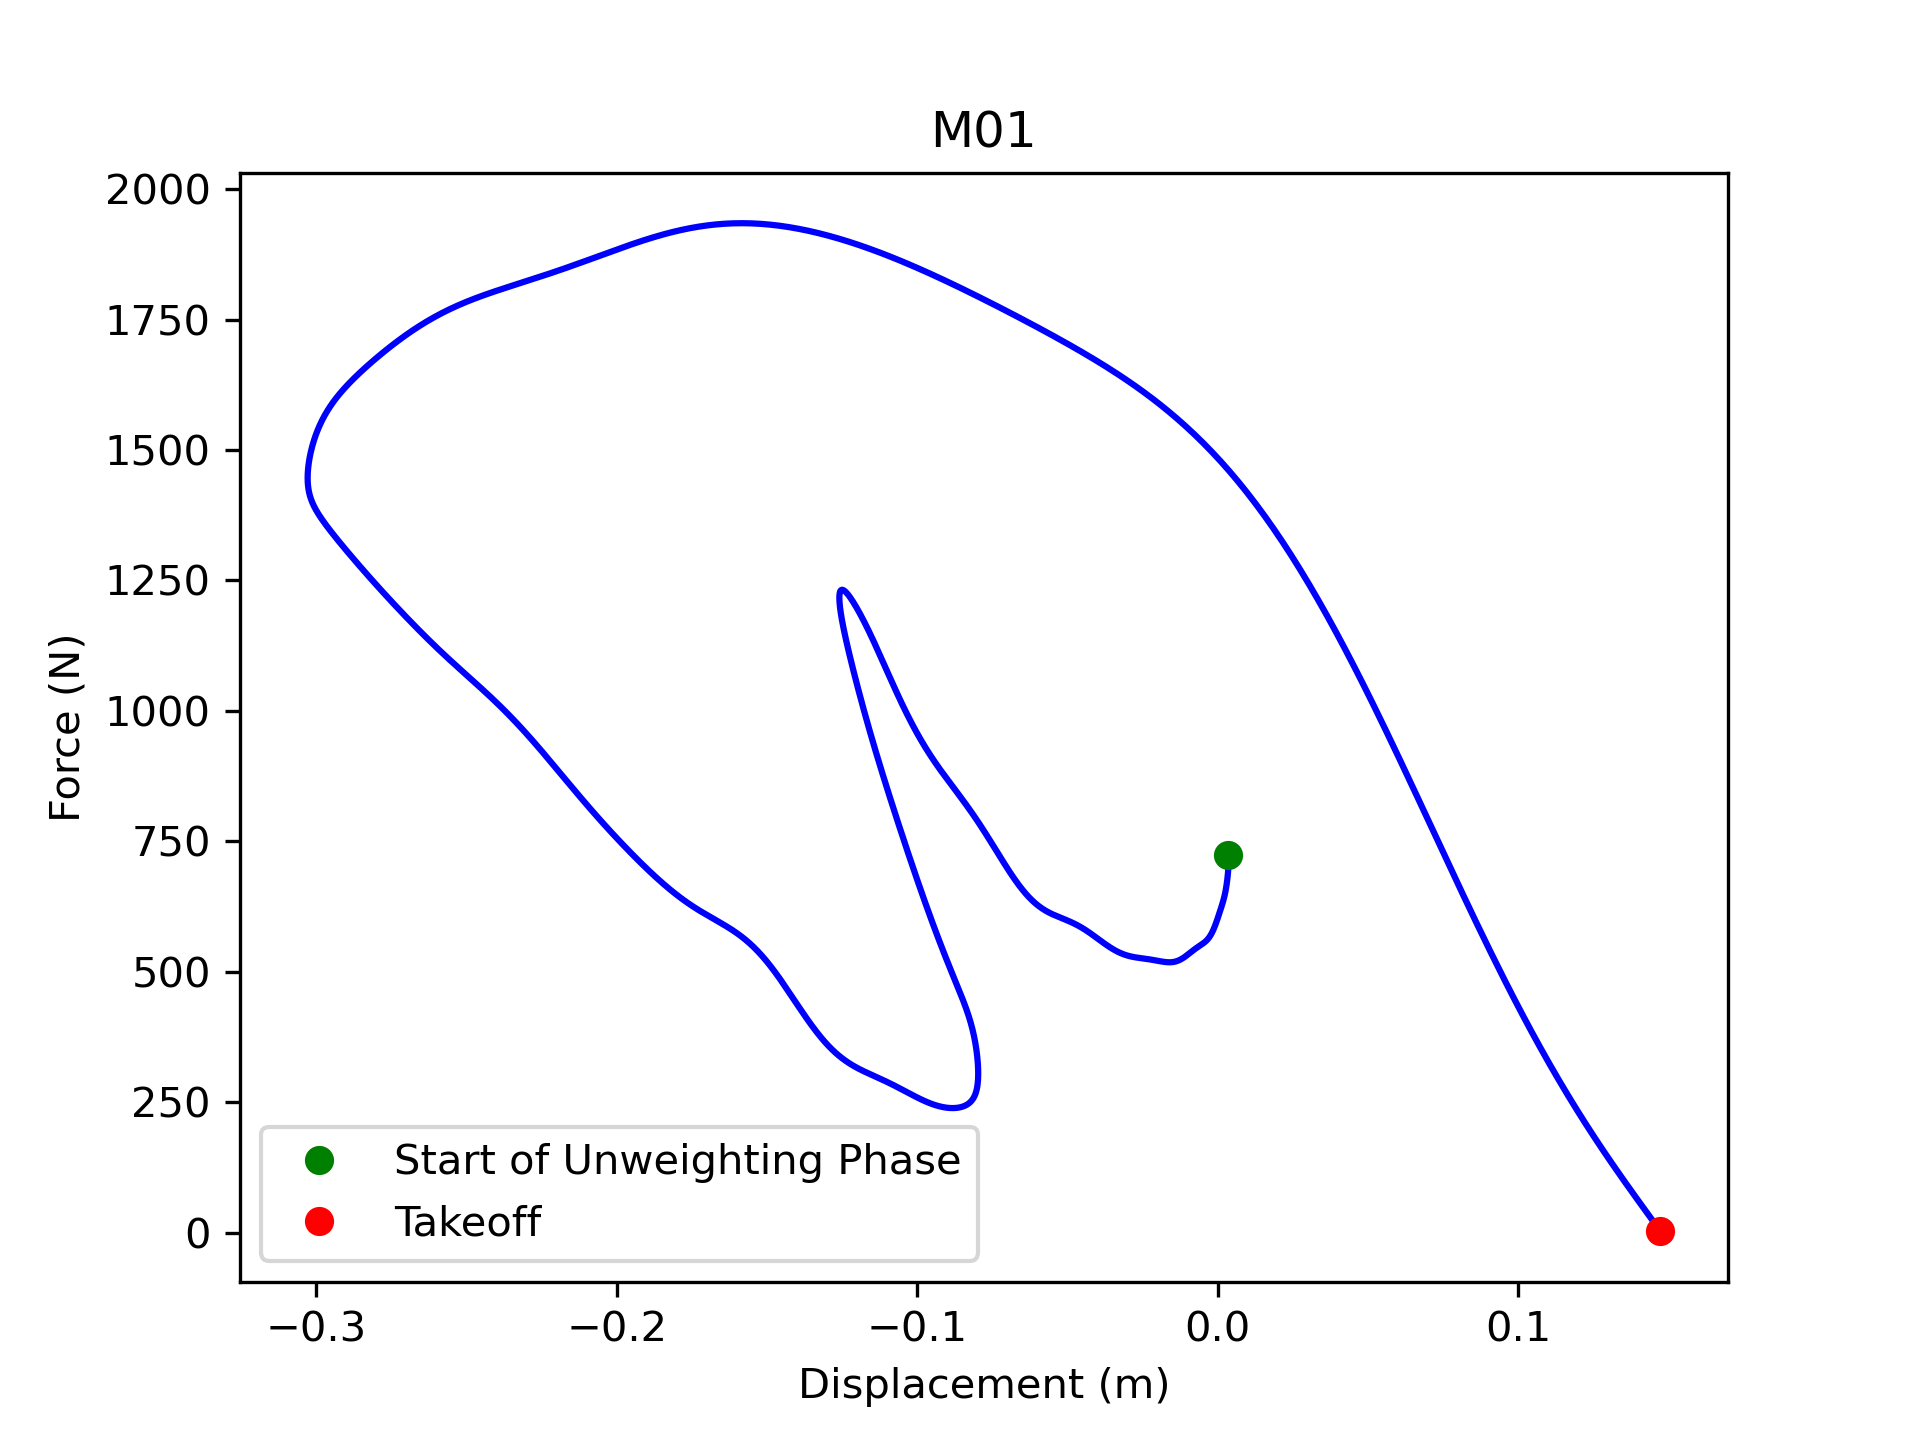 M01
2000
1750
1500
1250
1000
750
500
250
0
Force (N)
Start of Unweighting Phase
Takeoff
−0.3 −0.2 −0.1 0.0 0.1
Displacement (m)